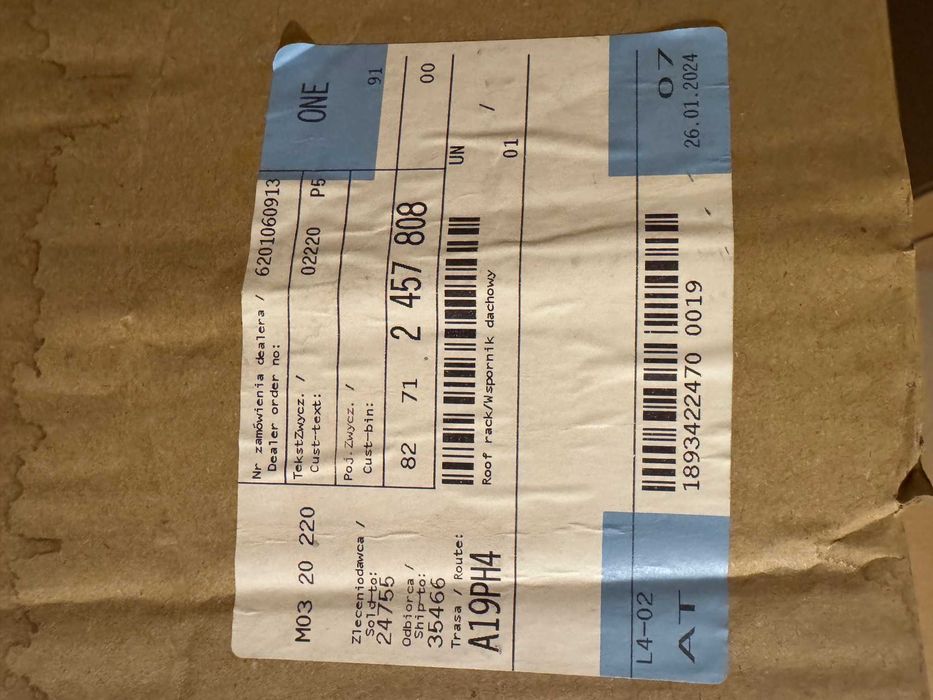 M03 20 220
Nr zamówienia dealera / 6201060913
Dealer order no:
ONE
TekstZwycz. / 02220 P5
Cust-text:
91
Zleceniodawca /
Sold-to:
24755
Poj.Zwycz. /
Cust-bin:
Odbiorca /
Ship-to:
35466
82 71 2 457 808 00
Trasa / Route:
A19PH4
UN
Roof rack/Wspornik dachowy
01 /
L4-02
AT
1893422470 0019
07
26.01.2024